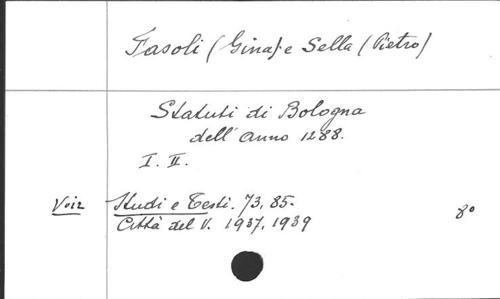 Fasoli (Gina) e Sella (Pietro)
Statuti di Bologna
dell' anno 1288.
I. II.
Voir Studi e Testi. 73, 85-
Città del V. 1937, 1939 8°